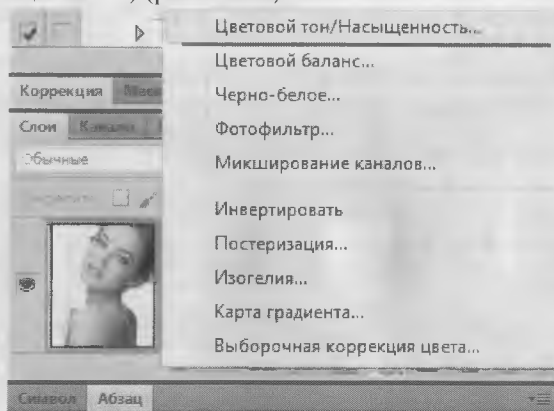 Цветовой тон/Насыщенность...
Цветовой баланс...
Коррекция
Черно-белое...
Слои Каналы
Фотофильтр...
Обычные
Микширование каналов...
Инвертировать
Постеризация...
Изогелия...
Карта градиента...
Выборочная коррекция цвета...
Символ Абзац